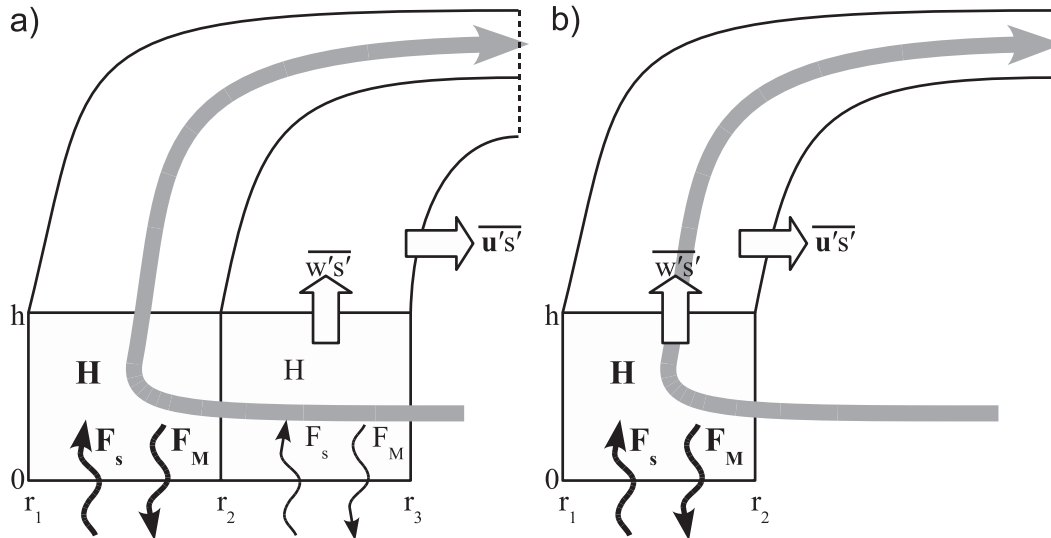 a)
b)
u's'
u's'
w's'
w's'
h
h
H
H
H
F_s
F_M
F_s
F_M
F_s
F_M
0
0
r_1
r_2
r_3
r_1
r_2